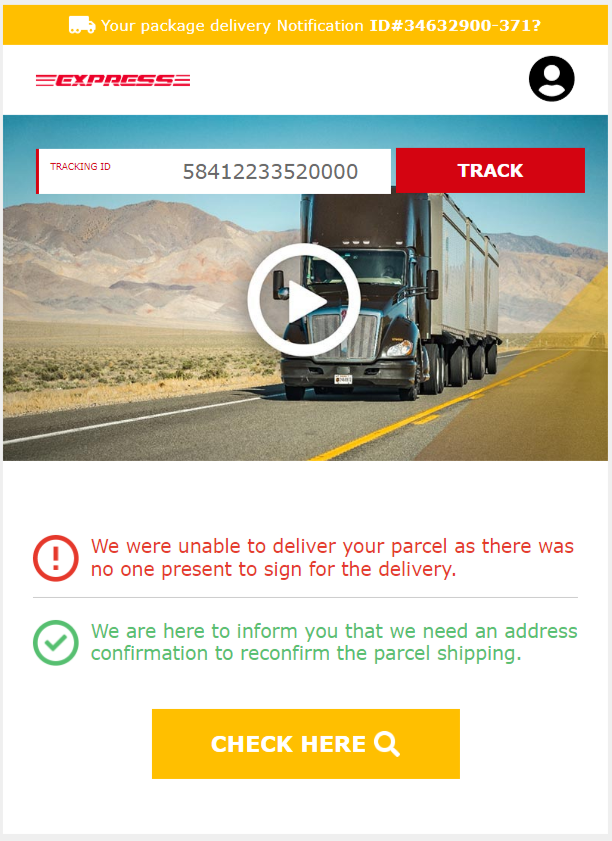 Your package delivery Notification ID#34632900-371?
EXPRESS
TRACKING ID
58412233520000
TRACK
We were unable to deliver your parcel as there was
no one present to sign for the delivery.
We are here to inform you that we need an address
confirmation to reconfirm the parcel shipping.
CHECK HERE